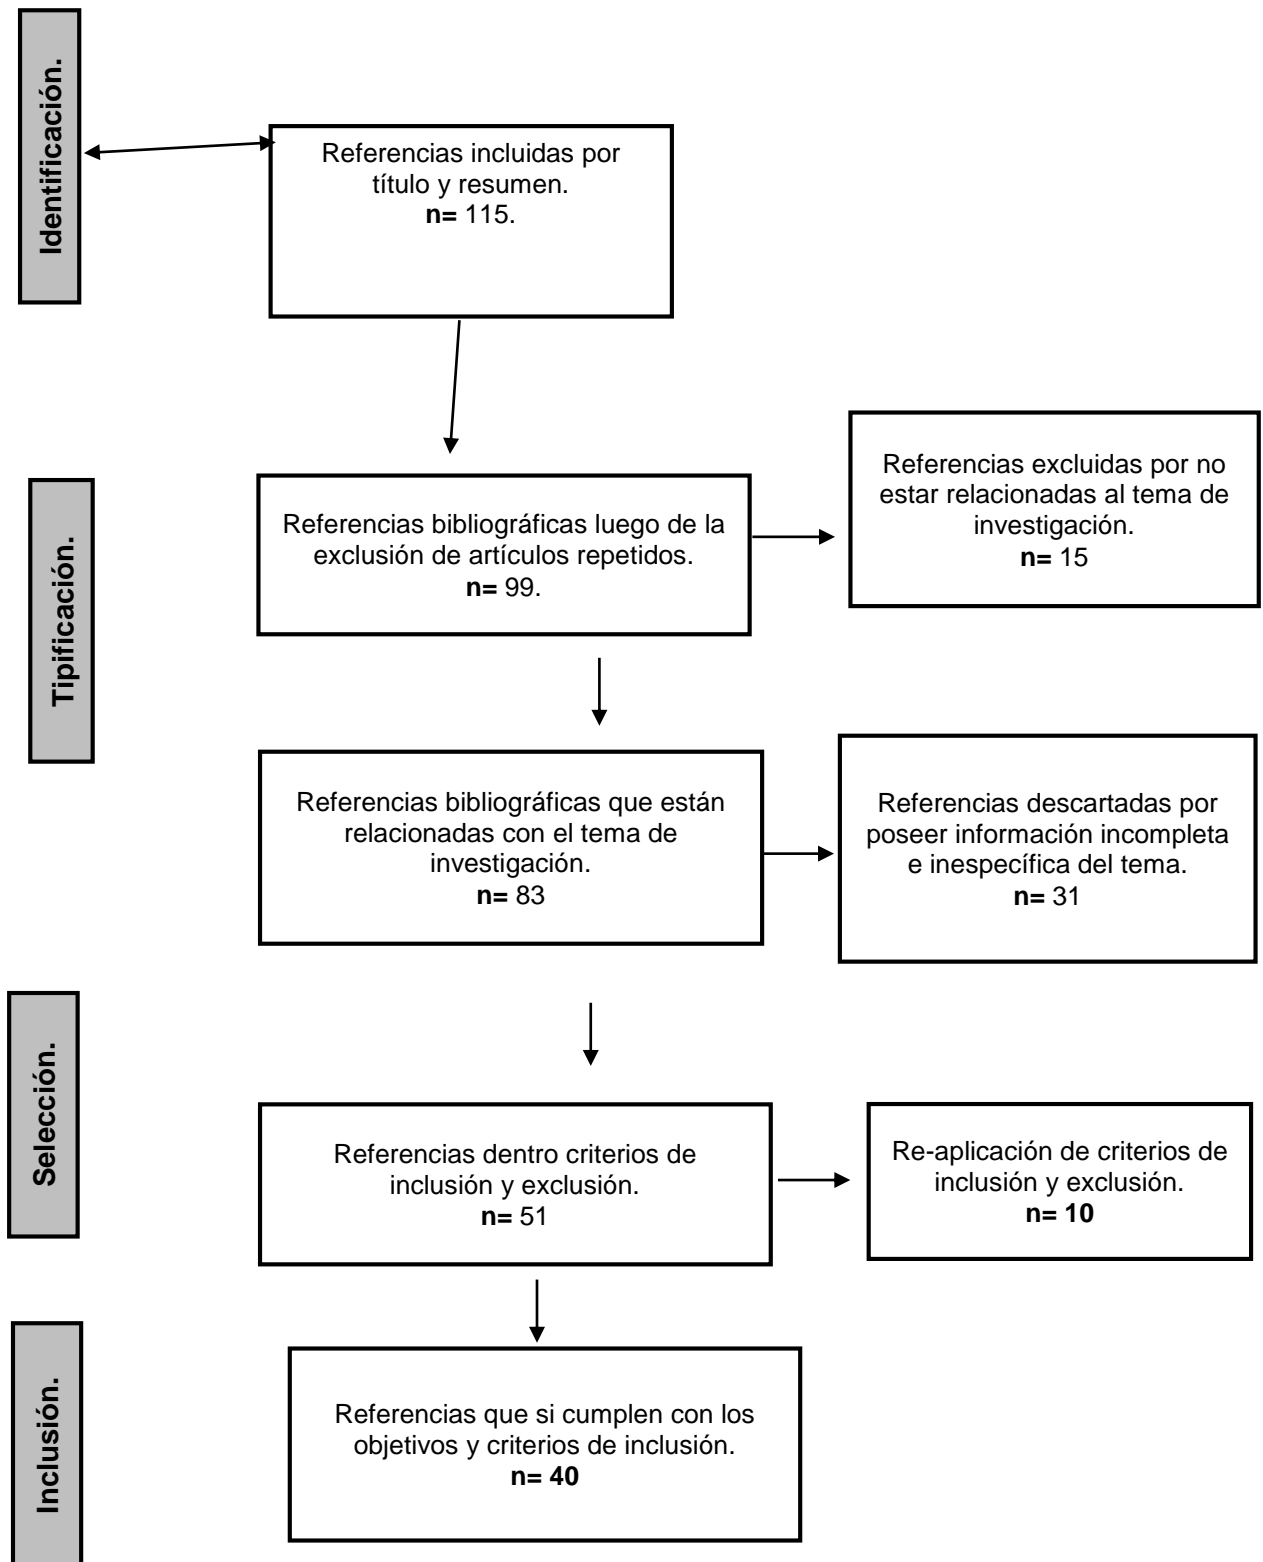 Identificación.
Referencias incluidas por
título y resumen.
n= 115.
Tipificación.
Referencias bibliográficas luego de la
exclusión de artículos repetidos.
n= 99.
Referencias excluidas por no
estar relacionadas al tema de
investigación.
n= 15
Referencias bibliográficas que están
relacionadas con el tema de
investigación.
n= 83
Referencias descartadas por
poseer información incompleta
e inespecífica del tema.
n= 31
Selección.
Referencias dentro criterios de
inclusión y exclusión.
n= 51
Re-aplicación de criterios de
inclusión y exclusión.
n= 10
Inclusión.
Referencias que si cumplen con los
objetivos y criterios de inclusión.
n= 40